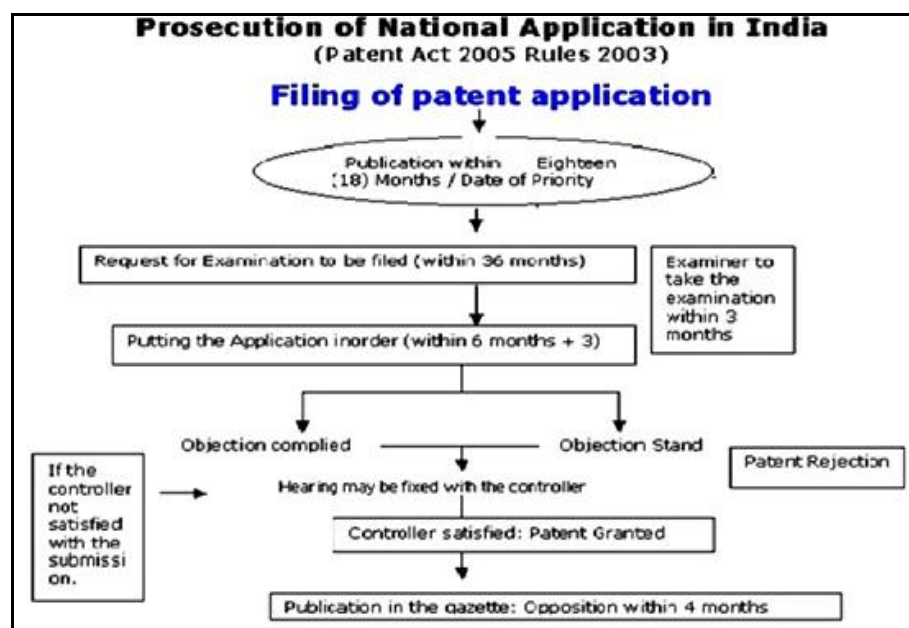 Prosecution of National Application in India
(Patent Act 2005 Rules 2003)
Filing of patent application
Publication within Eighteen
(18) Months / Date of Priority
Request for Examination to be filed (within 36 months)
Examiner to
take the
examination
within 3
months
Putting the Application inorder (within 6 months + 3)
Objection complied
Objection Stand
Patent Rejection
If the
controller
not
satisfied
with the
submissi
on.
Hearing may be fixed with the controller
Controller satisfied: Patent Granted
Publication in the gazette: Opposition within 4 months